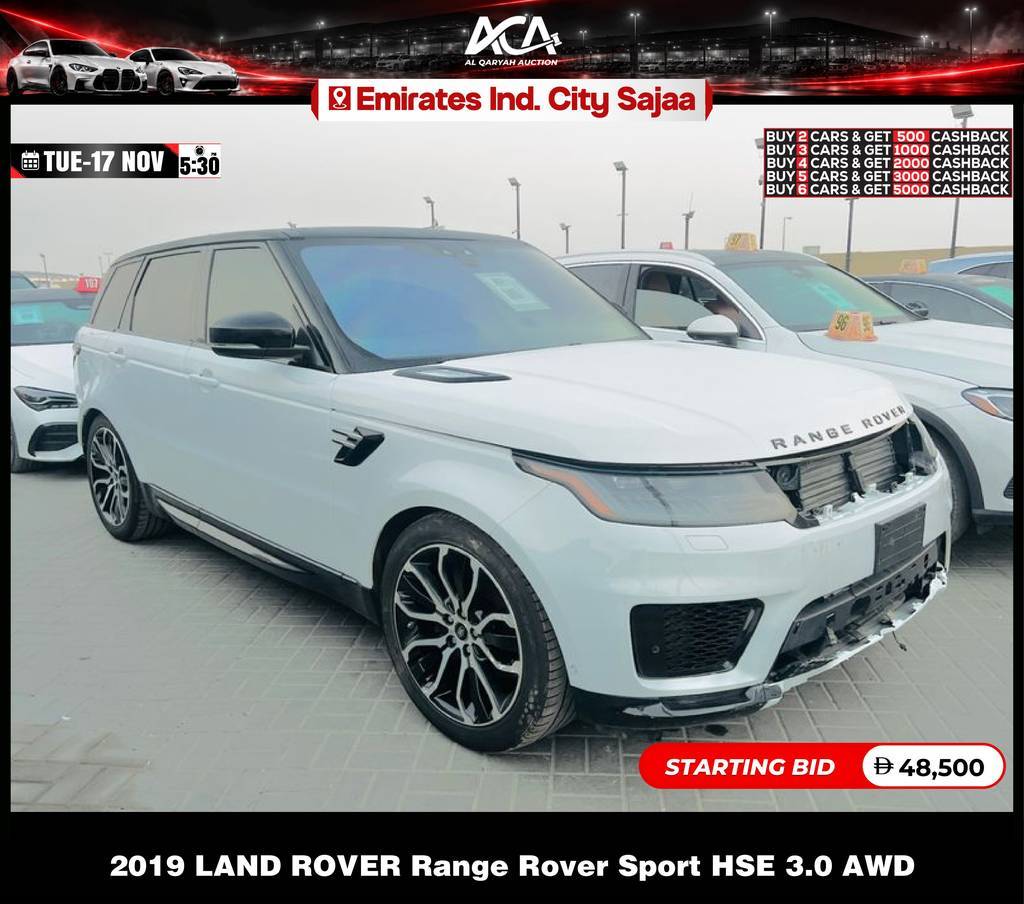 ACA
AL QARYAH AUCTION
Emirates Ind. City Sajaa
TUE-17 NOV 5:30 PM
BUY 2 CARS & GET 500 CASHBACK
BUY 3 CARS & GET 1000 CASHBACK
BUY 4 CARS & GET 2000 CASHBACK
BUY 5 CARS & GET 3000 CASHBACK
BUY 6 CARS & GET 5000 CASHBACK
97
96
RANGE ROVER
STARTING BID 48,500
2019 LAND ROVER Range Rover Sport HSE 3.0 AWD